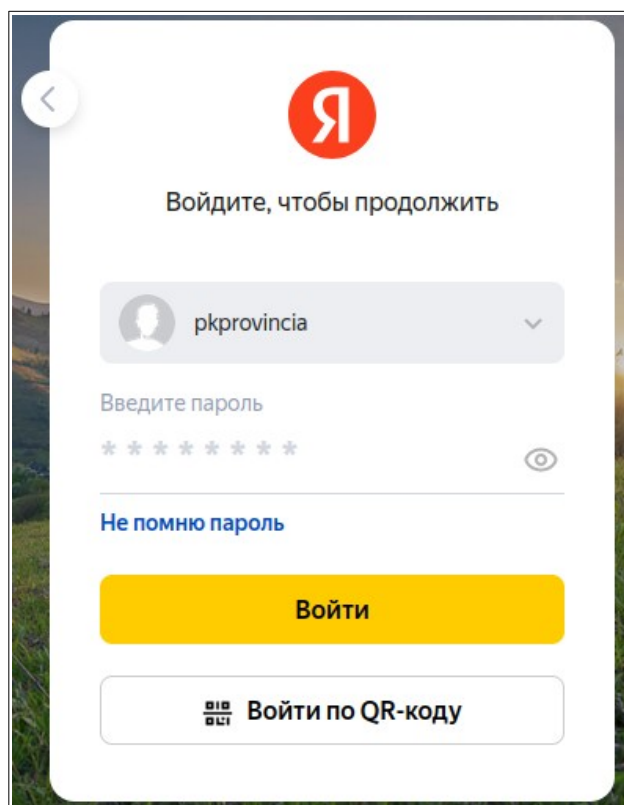 Я
Войдите, чтобы продолжить
pkprovincia
Введите пароль
* * * * * * * *
Не помню пароль
Войти
Войти по QR-коду